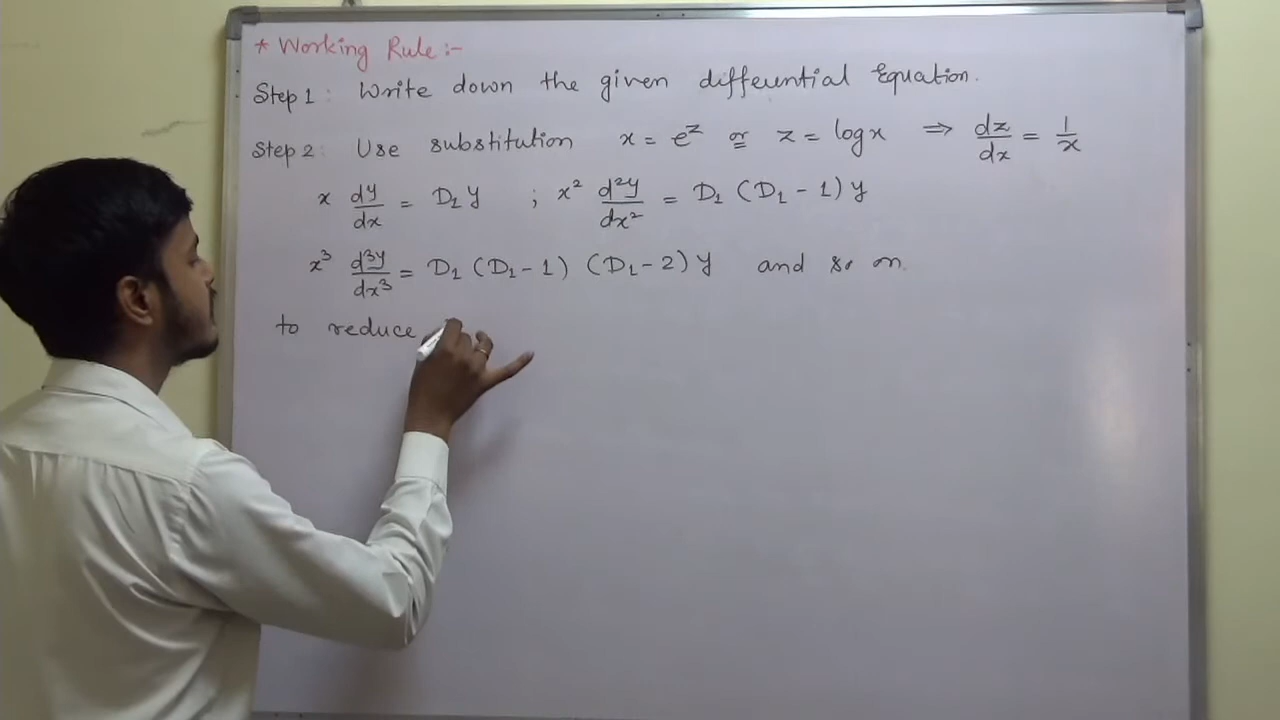 * Working Rule :-
Step 1 : Write down the given differential Equation.
Step 2 : Use substitution x = e^z or z = log x ⇒ dz/dx = 1/x
x dy/dx = D₁ y ; x² d²y/dx² = D₁ (D₁ - 1) y
x³ d³y/dx³ = D₁ (D₁ - 1) (D₁ - 2) y and so on.
to reduce